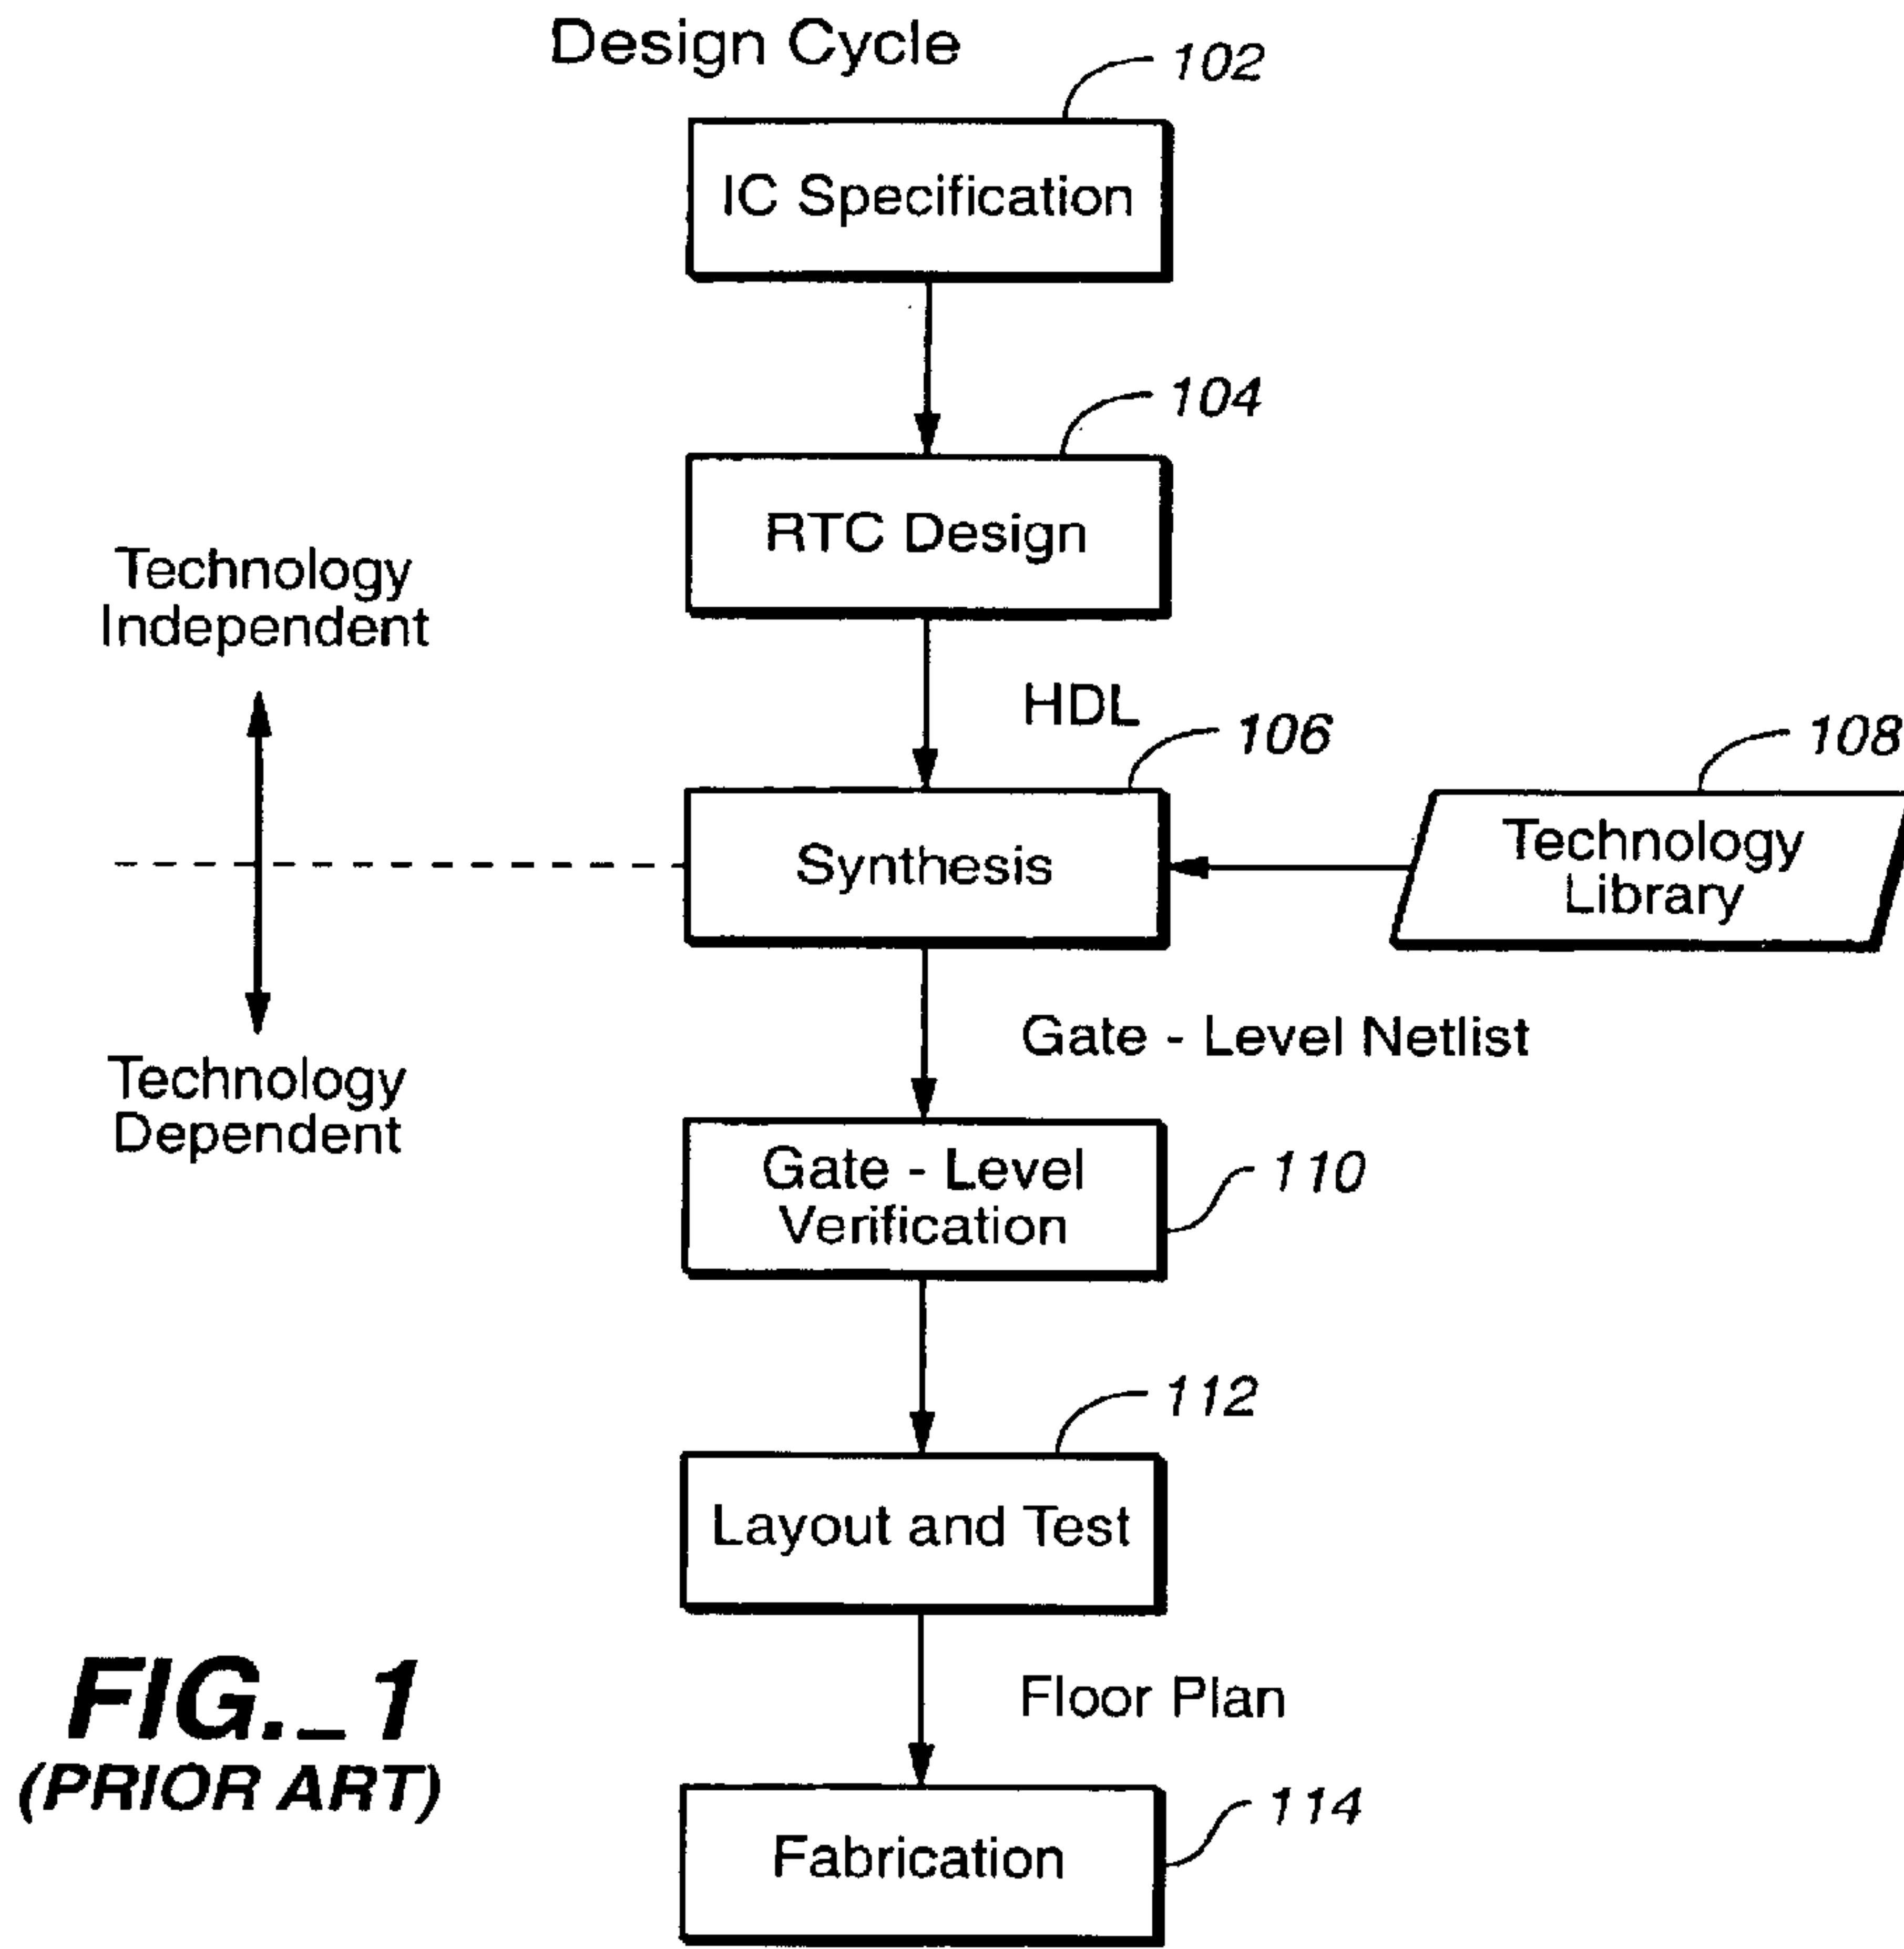 Design Cycle
102
IC Specification
104
RTC Design
Technology
Independent
HDL
106
108
Synthesis
Technology
Library
Gate - Level Netlist
Technology
Dependent
Gate - Level
Verification
110
112
Layout and Test
Floor Plan
FIG._1
(PRIOR ART)
114
Fabrication